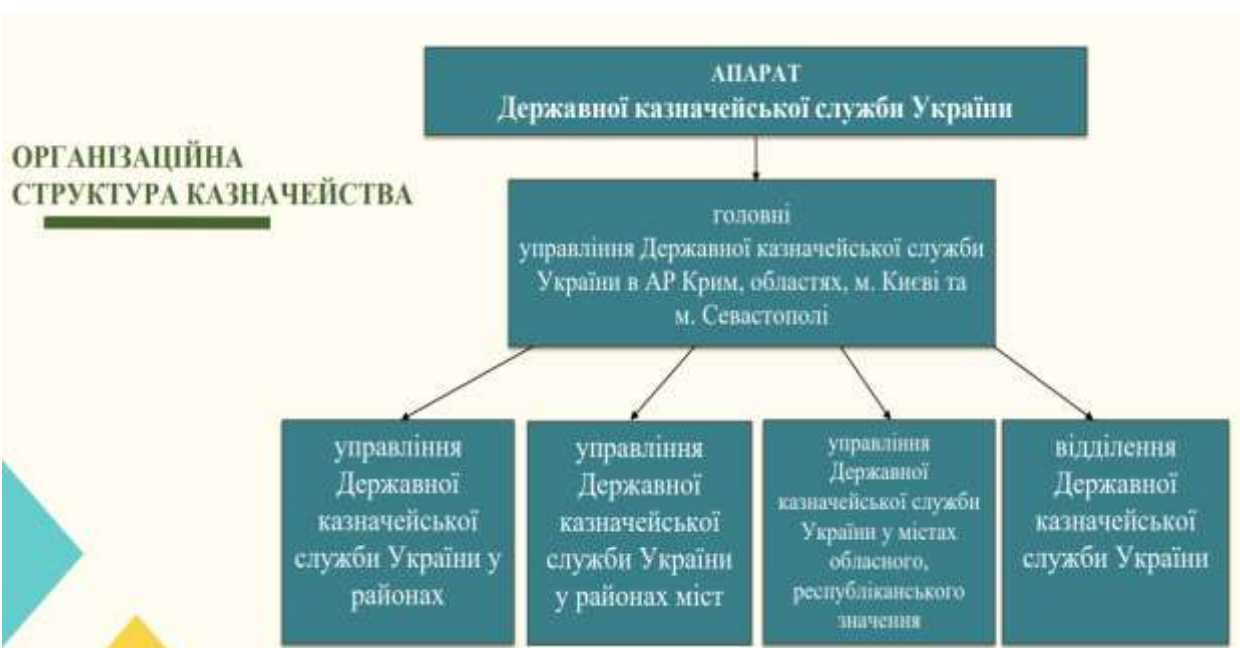 АПАРАТ
Державної казначейської служби України
ОРГАНІЗАЦІЙНА
СТРУКТУРА КАЗНАЧЕЙСТВА
головні
управління Державної казначейської служби
України в АР Крим, областях, м. Києві та
м. Севастополі
управління
Державної
казначейської
служби України у
районах
управління
Державної
казначейської
служби України
у районах міст
управління
Державної
казначейської служби
України у містах
обласного,
республіканського
значення
відділення
Державної
казначейської
служби України